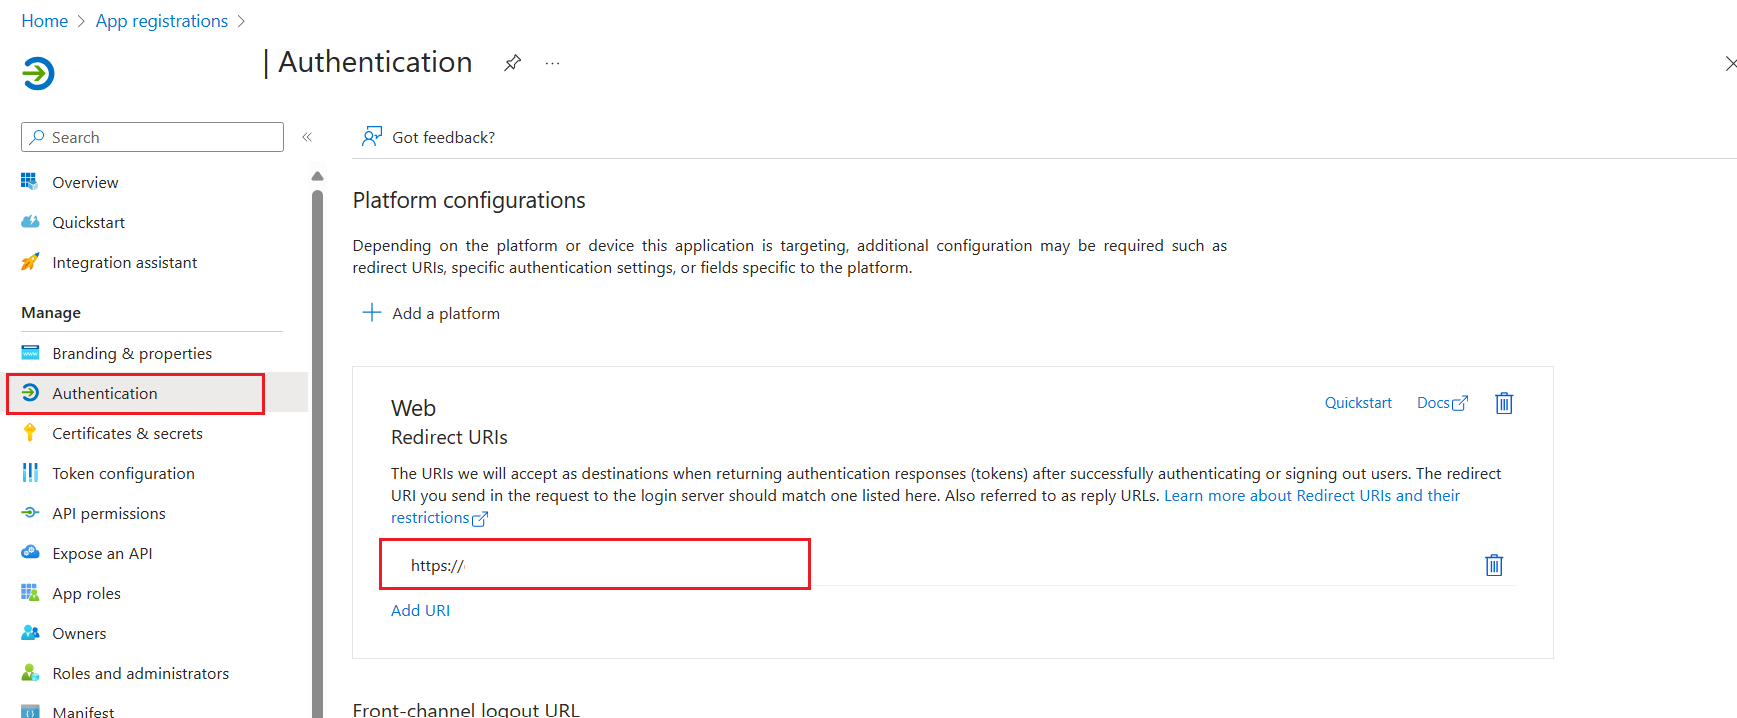 Home > App registrations >
| Authentication ...
Search «
Got feedback?
Overview
Quickstart
Integration assistant
Manage
Branding & properties
Authentication
Certificates & secrets
Token configuration
API permissions
Expose an API
App roles
Owners
Roles and administrators
Manifest
Platform configurations
Depending on the platform or device this application is targeting, additional configuration may be required such as
redirect URIs, specific authentication settings, or fields specific to the platform.
Add a platform
Web
Quickstart Docs
Redirect URIs
The URIs we will accept as destinations when returning authentication responses (tokens) after successfully authenticating or signing out users. The redirect
URI you send in the request to the login server should match one listed here. Also referred to as reply URLs. Learn more about Redirect URIs and their
restrictions
https://
Add URI
Front-channel logout URL